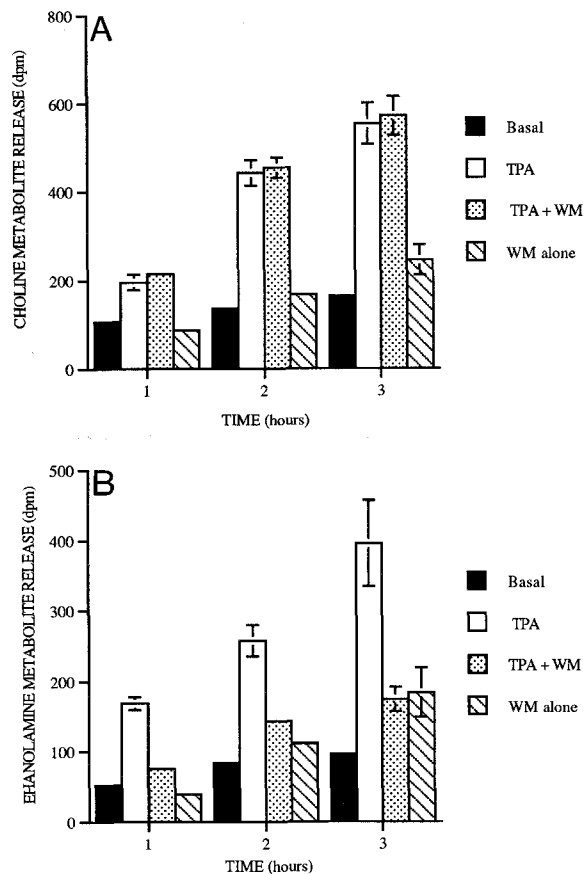 A
CHOLINE METABOLITE RELEASE (dpm)
800
600
400
200
0
1
2
3
TIME (hours)
Basal
TPA
TPA + WM
WM alone
B
EHANOLAMINE METABOLITE RELEASE (dpm)
500
400
300
200
100
0
1
2
3
TIME (hours)
Basal
TPA
TPA + WM
WM alone